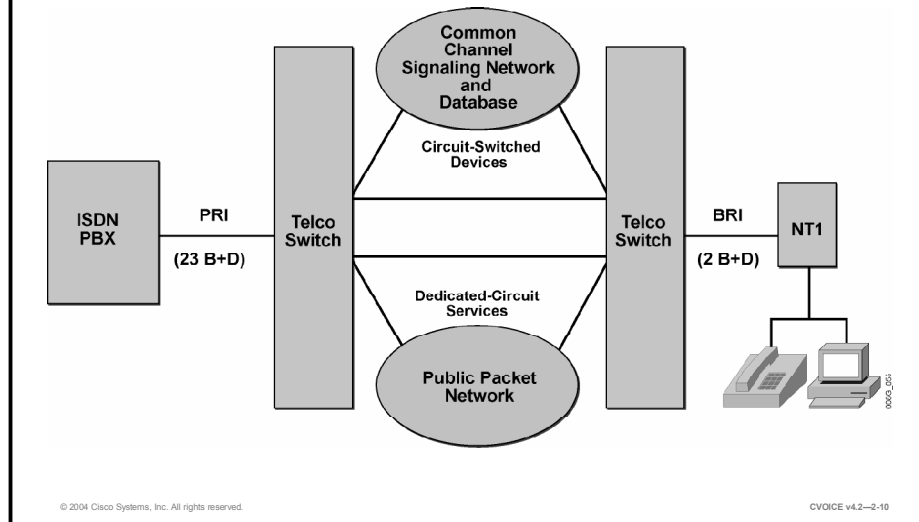 Common
Channel
Signaling Network
and
Database
Circuit-Switched
Devices
ISDN
PBX
PRI
(23 B+D)
Telco
Switch
Telco
Switch
BRI
(2 B+D)
NT1
Dedicated-Circuit
Services
Public Packet
Network
© 2004 Cisco Systems, Inc. All rights reserved.
CVOICE v4.2—2-10